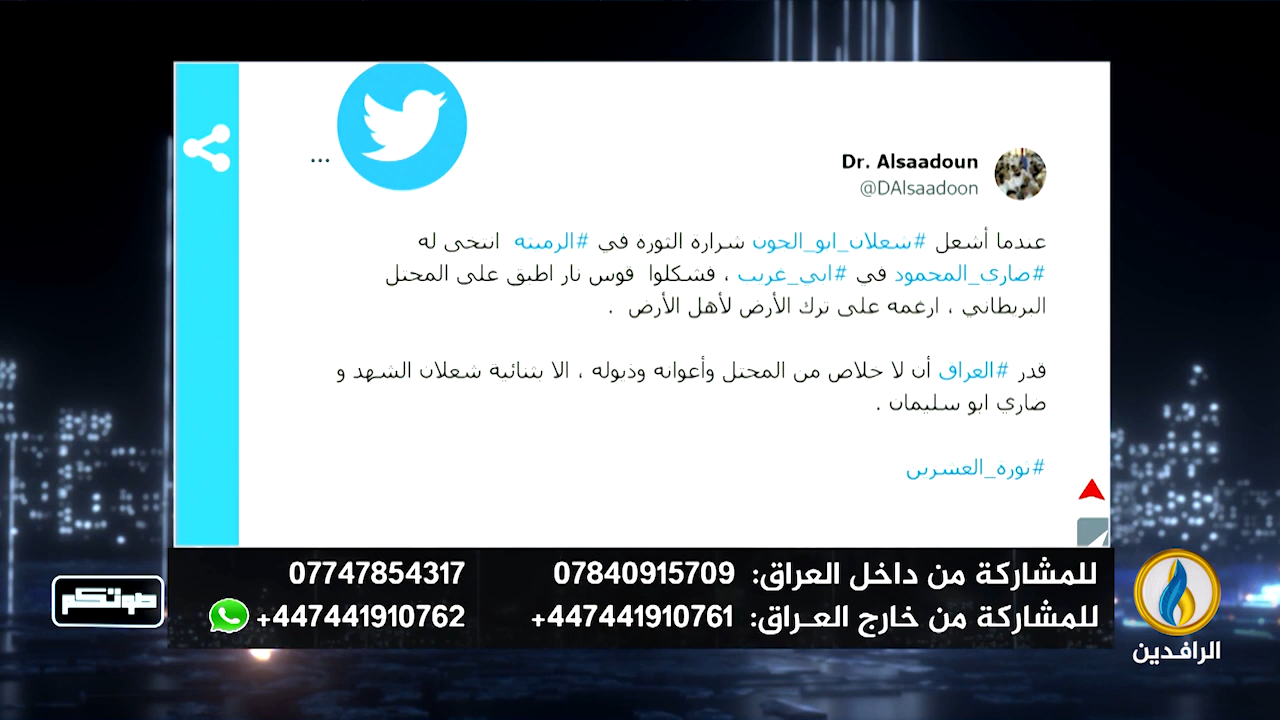 Dr. Alsaadoun
@DAlsaadoon
...
عندما أشعل #شعلان_ابو_الجون شرارة الثورة في #الرميثة انتخى له
#ضاري_المحمود في #ابي_غريب ، فشكلوا قوس نار اطبق على المحتل
البريطاني ، ارغمه على ترك الأرض لأهل الأرض .
قدر #العراق أن لا خلاص من المحتل وأعوانه وذيوله ، الا بثنائية شعلان الشهد و
ضاري ابو سليمان .
#ثورة_العشرين
للمشاركة من داخل العراق: 07840915709 07747854317
للمشاركة من خارج العراق: +447441910761 +447441910762
صوتكم
الرافدين